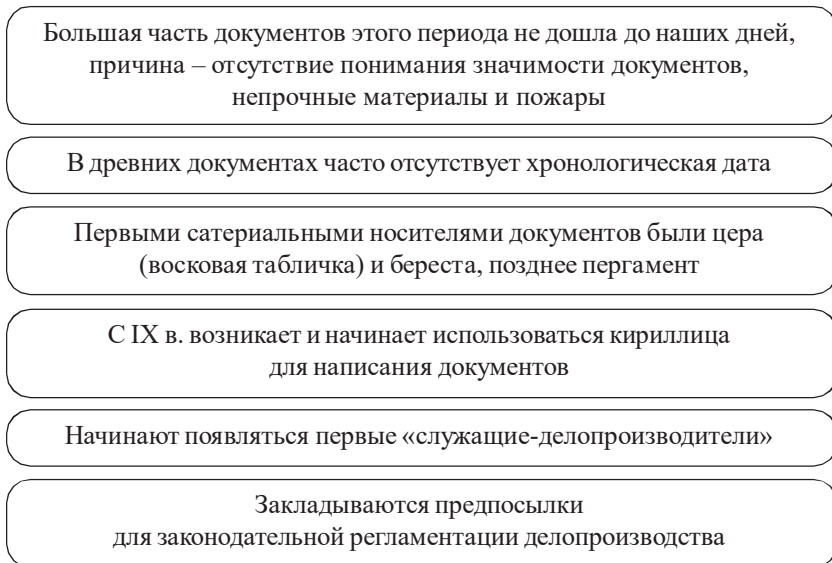 Большая часть документов этого периода не дошла до наших дней,
причина – отсутствие понимания значимости документов,
непрочные материалы и пожары
В древних документах часто отсутствует хронологическая дата
Первыми сатериальными носителями документов были цера
(восковая табличка) и береста, позднее пергамент
С IX в. возникает и начинает использоваться кириллица
для написания документов
Начинают появляться первые «служащие-делопроизводители»
Закладываются предпосылки
для законодательной регламентации делопроизводства